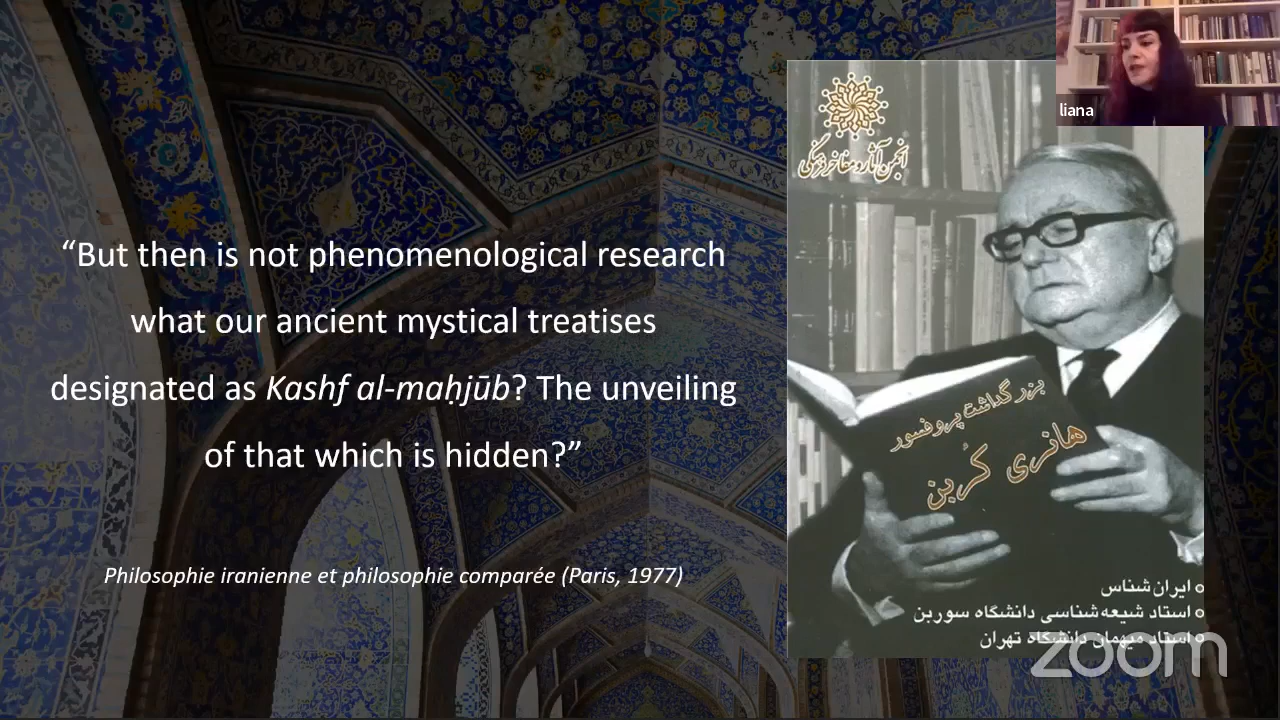 “But then is not phenomenological research
what our ancient mystical treatises
designated as Kashf al-maḥjūb? The unveiling
of that which is hidden?”
Philosophie iranienne et philosophie comparée (Paris, 1977)
liana
انجمن آثار و مفاخر فرهنگی
بزرگداشت پروفسور
هانری کُربن
ایران‌شناس
استاد شیعه‌شناسی دانشگاه سوربن
استاد میهمان دانشگاه تهران
zoom